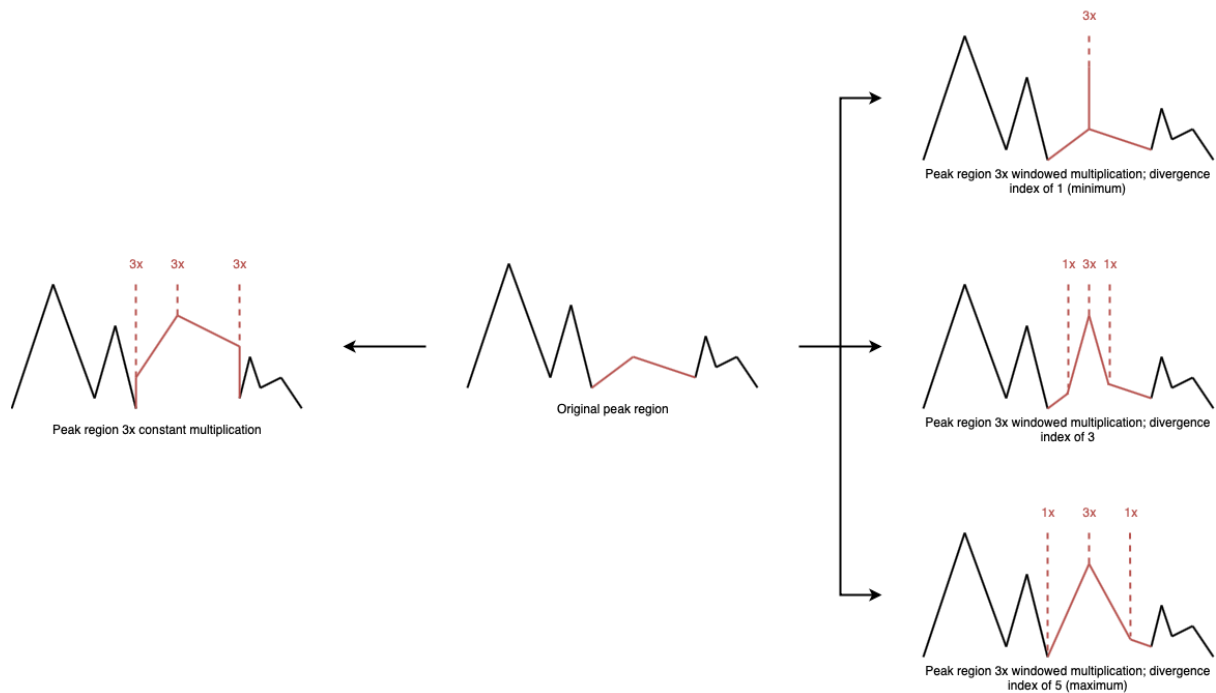 3x
Peak region 3x windowed multiplication; divergence
index of 1 (minimum)
3x 3x 3x
Peak region 3x constant multiplication
Original peak region
1x 3x 1x
Peak region 3x windowed multiplication; divergence
index of 3
1x 3x 1x
Peak region 3x windowed multiplication; divergence
index of 5 (maximum)